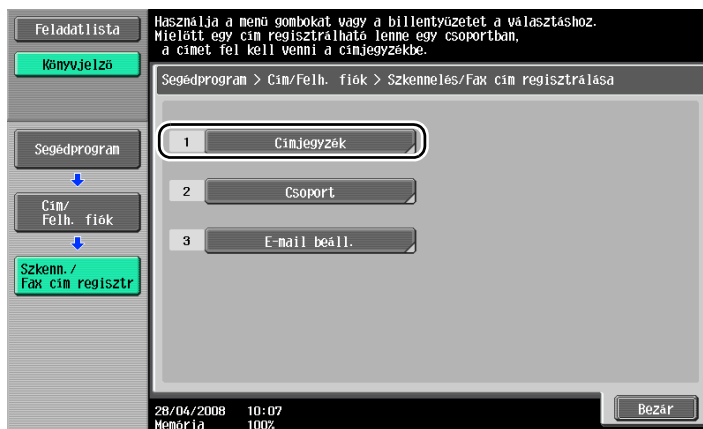 Feladatlista
Könyvjelző
Használja a menü gombokat vagy a billentyűzetet a választáshoz.
Mielőtt egy cím regisztrálható lenne egy csoportban,
a címet fel kell venni a címjegyzékbe.
Segédprogram > Cím/Felh. fiók > Szkennelés/Fax cím regisztrálása
Segédprogram
Cím/
Felh. fiók
Szkenn./
Fax cím regisztr
1 Címjegyzék
2 Csoport
3 E-mail beáll.
28/04/2008 10:07
Memória 100%
Bezár